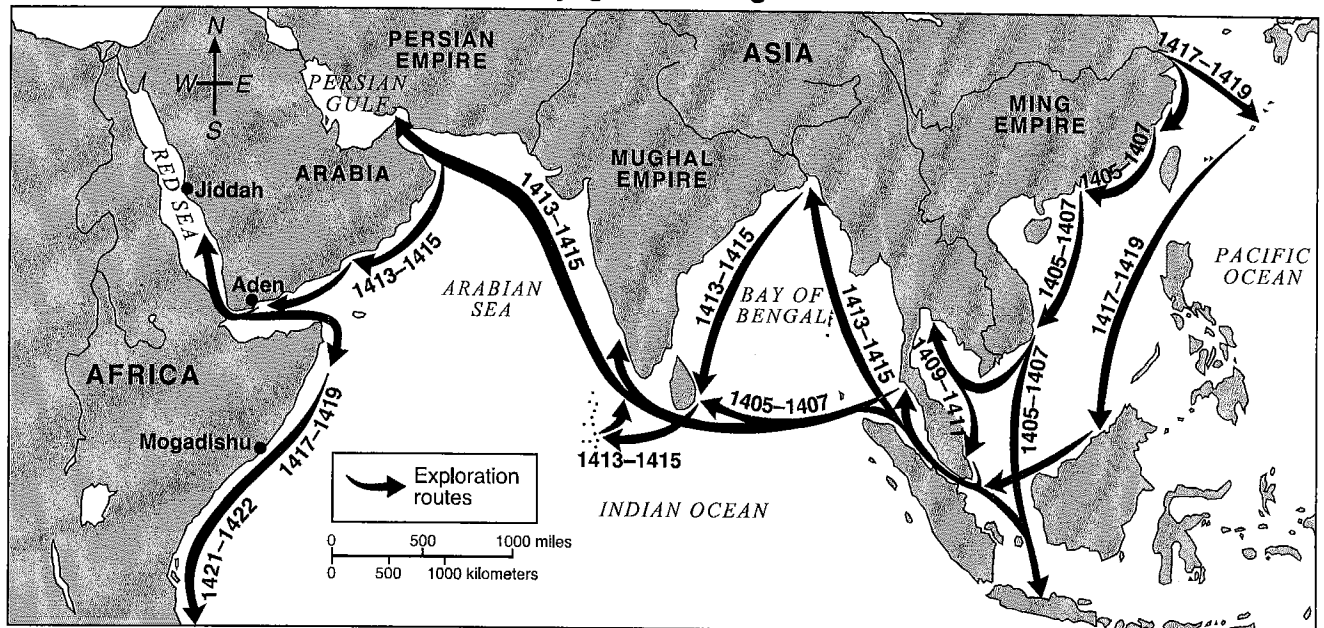 N
W
E
S
PERSIAN
EMPIRE
PERSIAN
GULF
ASIA
MING
EMPIRE
MUGHAL
EMPIRE
ARABIA
RED SEA
Jiddah
Aden
AFRICA
Mogadishu
ARABIAN
SEA
BAY OF
BENGAL
PACIFIC
OCEAN
INDIAN OCEAN
1417–1419
1405–1407
1405–1407
1417–1419
1413–1415
1413–1415
1413–1415
1413–1415
1409–1411
1405–1407
1405–1407
1413–1415
1417–1419
1421–1422
Exploration
routes
0 500 1000 miles
0 500 1000 kilometers